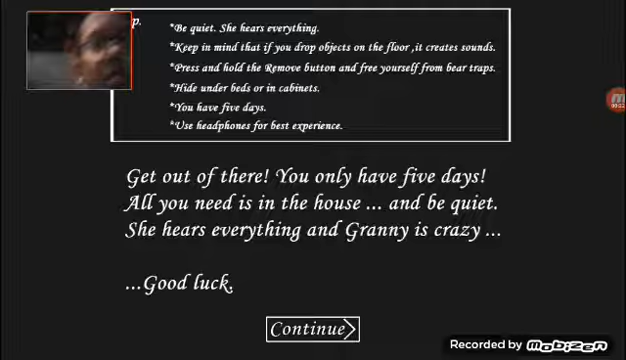 p.
*Be quiet. She hears everything.
*Keep in mind that if you drop objects on the floor ,it creates sounds.
*Press and hold the Remove button and free yourself from bear traps.
*Hide under beds or in cabinets.
*You have five days.
*Use headphones for best experience.
Get out of there! You only have five days!
All you need is in the house ... and be quiet.
She hears everything and Granny is crazy ...
...Good luck.
Continue
Recorded by mobizen